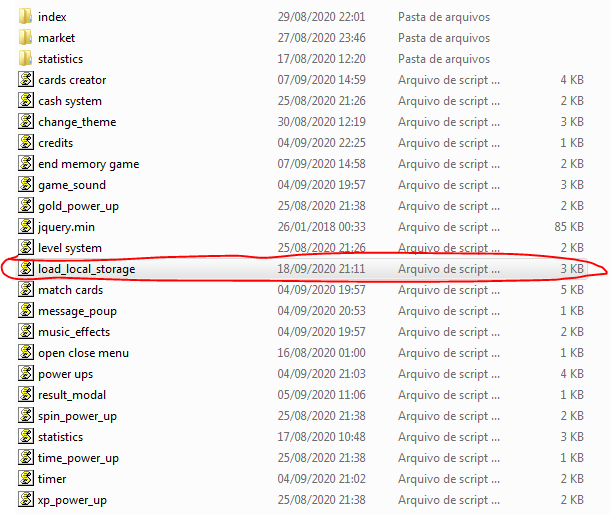 index 29/08/2020 22:01 Pasta de arquivos
market 27/08/2020 23:46 Pasta de arquivos
statistics 17/08/2020 12:20 Pasta de arquivos
cards creator 07/09/2020 14:59 Arquivo de script ... 4 KB
cash system 25/08/2020 21:26 Arquivo de script ... 2 KB
change_theme 30/08/2020 12:19 Arquivo de script ... 3 KB
credits 04/09/2020 22:25 Arquivo de script ... 1 KB
end memory game 07/09/2020 14:58 Arquivo de script ... 2 KB
game_sound 04/09/2020 19:57 Arquivo de script ... 3 KB
gold_power_up 25/08/2020 21:38 Arquivo de script ... 2 KB
jquery.min 26/01/2018 00:33 Arquivo de script ... 85 KB
level system 25/08/2020 21:26 Arquivo de script ... 2 KB
load_local_storage 18/09/2020 21:11 Arquivo de script ... 3 KB
match cards 04/09/2020 19:57 Arquivo de script ... 5 KB
message_poup 04/09/2020 20:53 Arquivo de script ... 1 KB
music_effects 04/09/2020 19:57 Arquivo de script ... 2 KB
open close menu 16/08/2020 01:00 Arquivo de script ... 1 KB
power ups 04/09/2020 21:03 Arquivo de script ... 4 KB
result_modal 05/09/2020 11:06 Arquivo de script ... 1 KB
spin_power_up 25/08/2020 21:38 Arquivo de script ... 2 KB
statistics 17/08/2020 10:48 Arquivo de script ... 3 KB
time_power_up 25/08/2020 21:38 Arquivo de script ... 1 KB
timer 04/09/2020 21:02 Arquivo de script ... 2 KB
xp_power_up 25/08/2020 21:38 Arquivo de script ... 2 KB